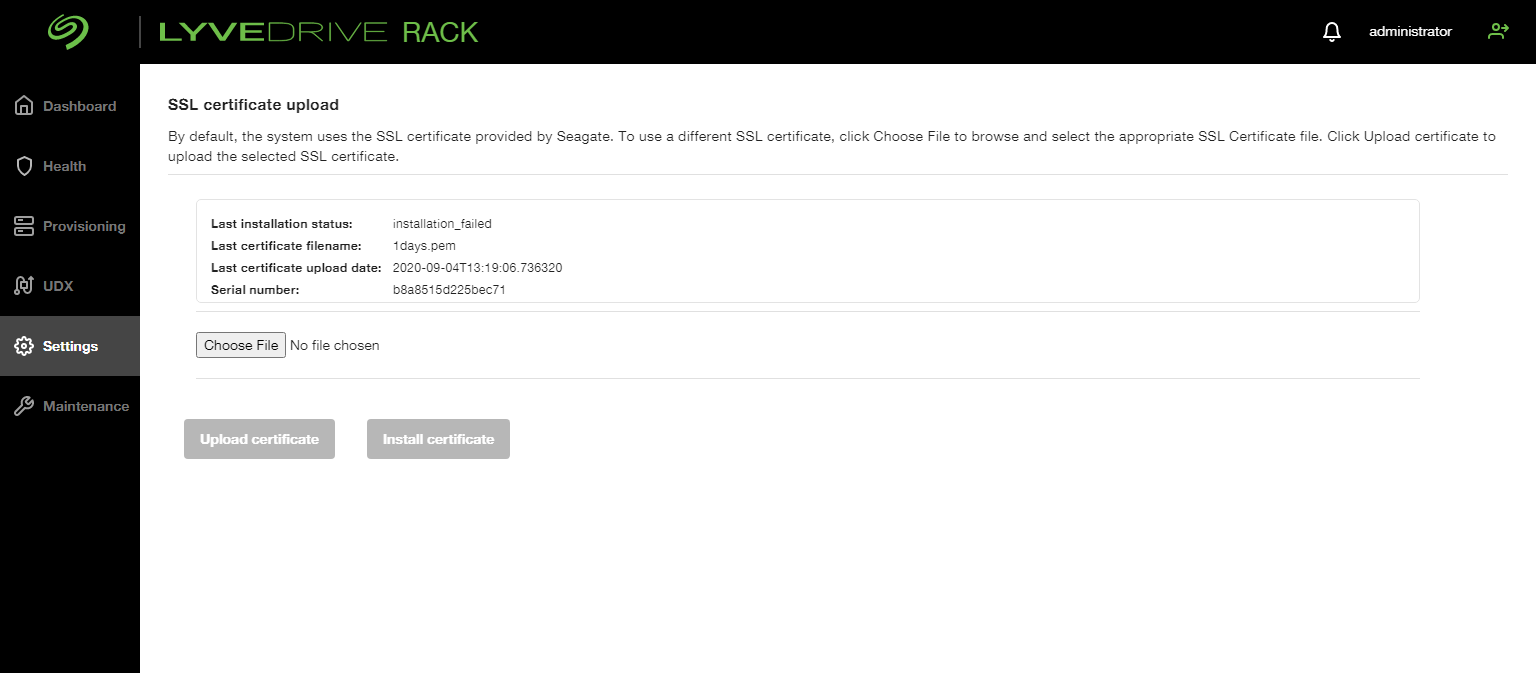 LYVEDRIVE RACK
administrator
Dashboard
Health
Provisioning
UDX
Settings
Maintenance
SSL certificate upload
By default, the system uses the SSL certificate provided by Seagate. To use a different SSL certificate, click Choose File to browse and select the appropriate SSL Certificate file. Click Upload certificate to
upload the selected SSL certificate.
Last installation status: installation_failed
Last certificate filename: 1days.pem
Last certificate upload date: 2020-09-04T13:19:06.736320
Serial number: b8a8515d225bec71
Choose File No file chosen
Upload certificate Install certificate